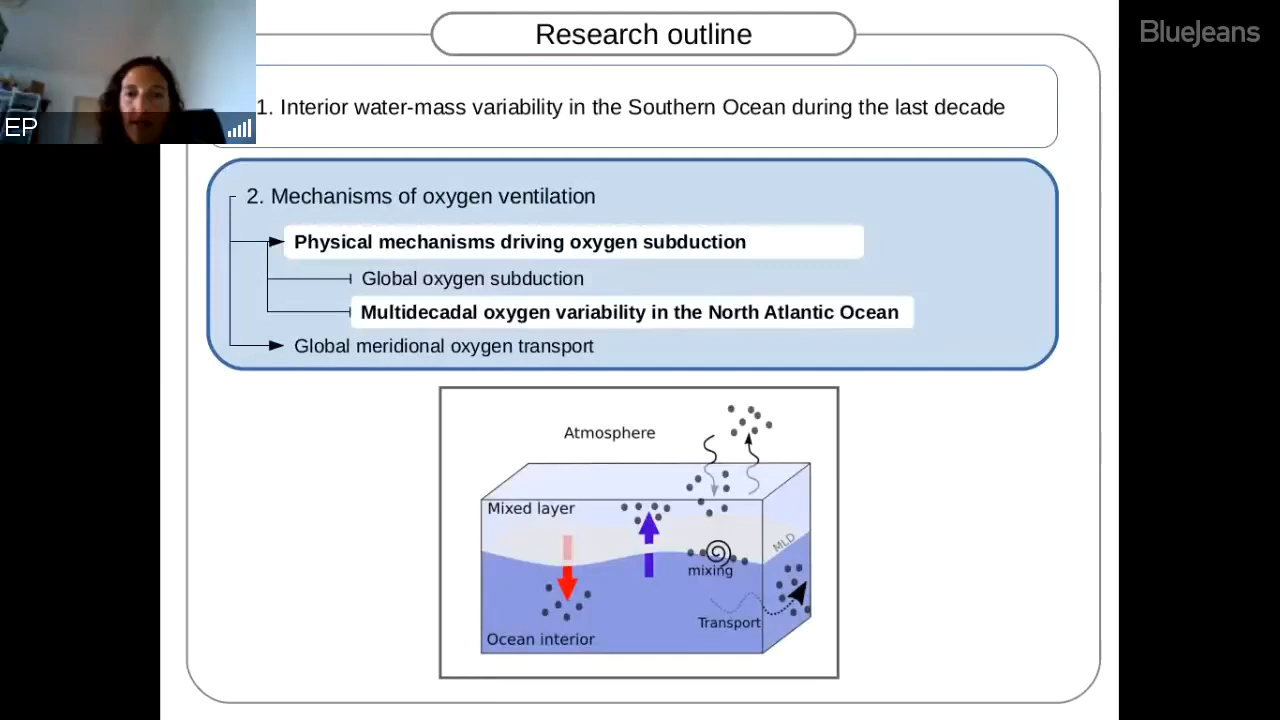 Research outline
BlueJeans
1. Interior water-mass variability in the Southern Ocean during the last decade
EP
2. Mechanisms of oxygen ventilation
Physical mechanisms driving oxygen subduction
Global oxygen subduction
Multidecadal oxygen variability in the North Atlantic Ocean
Global meridional oxygen transport
Atmosphere
Mixed layer
MLD
mixing
Transport
Ocean interior